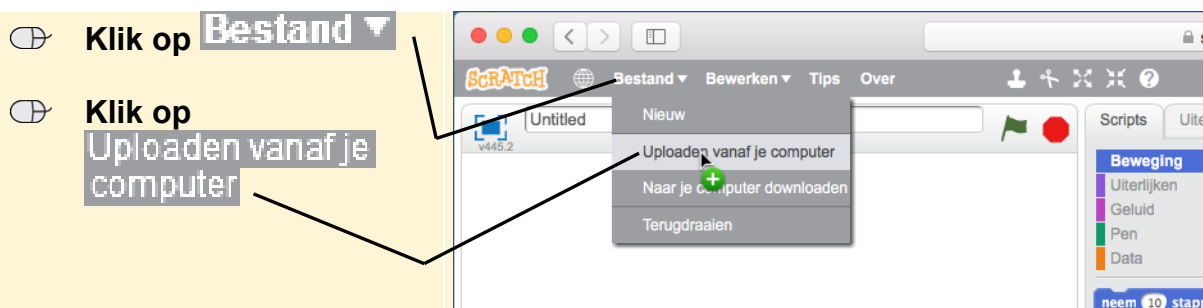 Klik op Bestand
Klik op
Uploaden vanaf je
computer
SCRATCH Bestand Bewerken Tips Over
Untitled
v445.2
Nieuw
Uploaden vanaf je computer
Naar je computer downloaden
Terugdraaien
Scripts
Beweging
Uiterlijken
Geluid
Pen
Data
neem 10